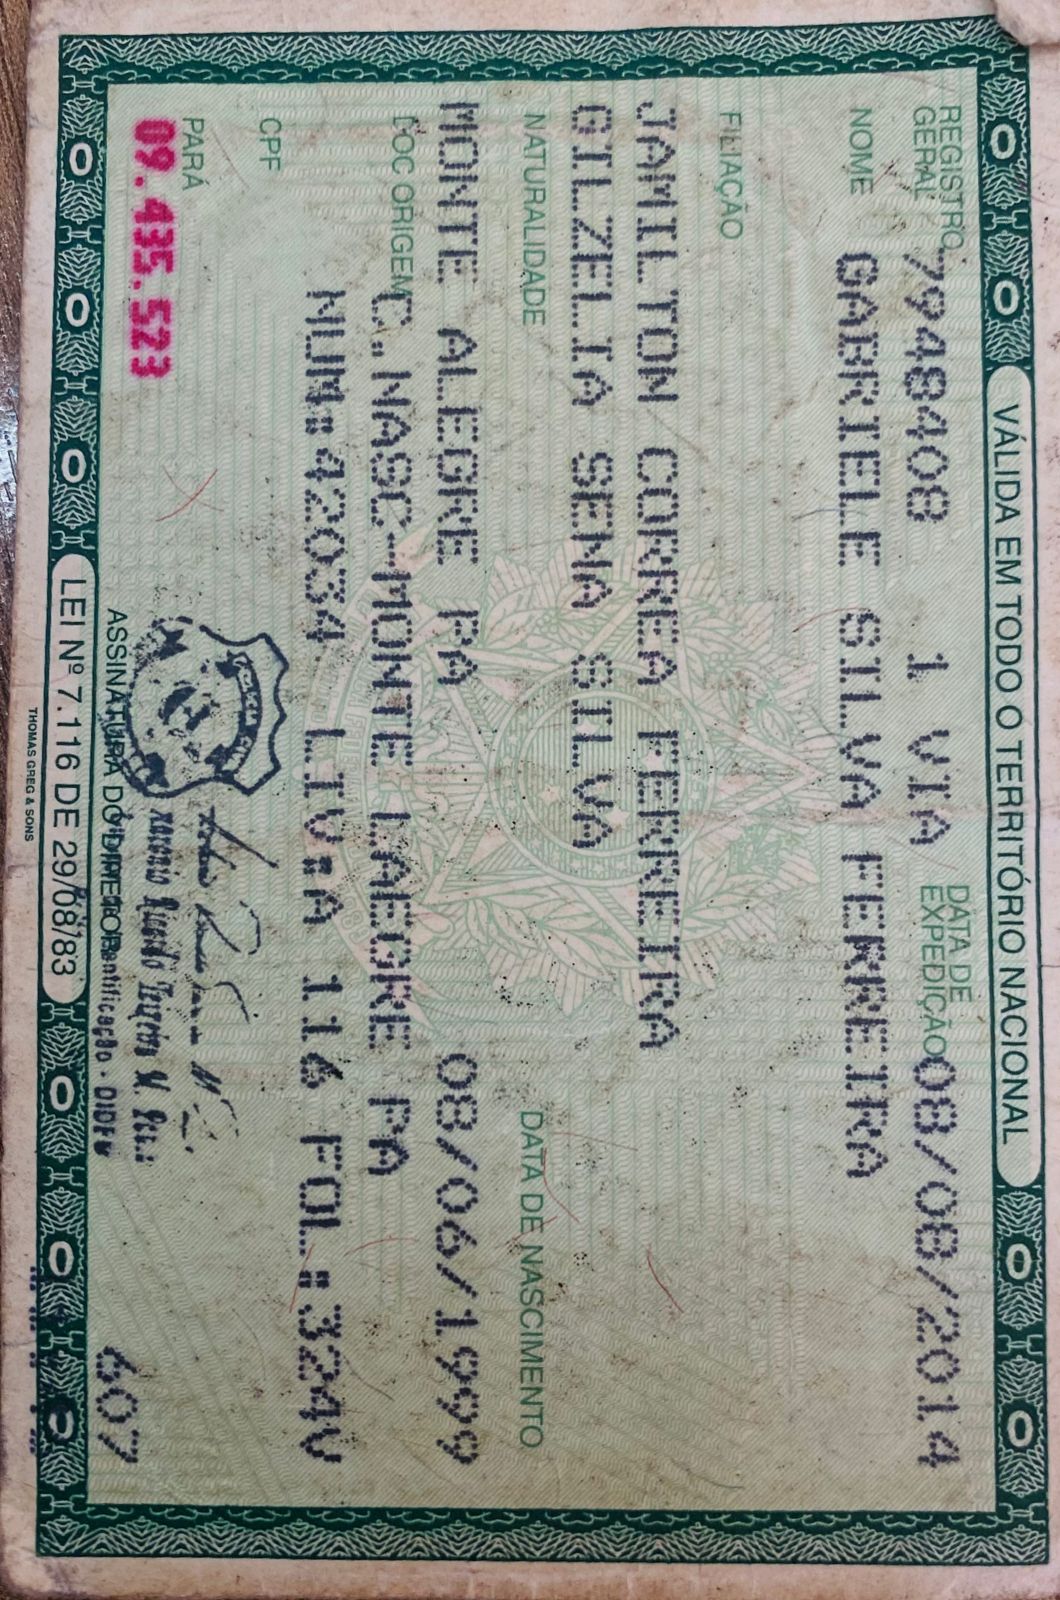 VÁLIDA EM TODO O TERRITÓRIO NACIONAL
REGISTRO GERAL 7948408 1 VIA DATA DE EXPEDIÇÃO 08/08/2014
NOME GABRIELE SILVA FERREIRA
FILIAÇÃO
JAMILTON CORREA FERREIRA
GILZELIA SENA SILVA
NATURALIDADE DATA DE NASCIMENTO
MONTE ALEGRE PA 08/06/1999
DOC ORIGEM C.NASC-MONTE LAEGRE PA
NUM.:42034 LIV:A 116 FOL.:324V
CPF
PARÁ
09.435.523
607
ASSINATURA DO DIRETOR
LEI Nº 7.116 DE 29/08/83
THOMAS GREG & SONS